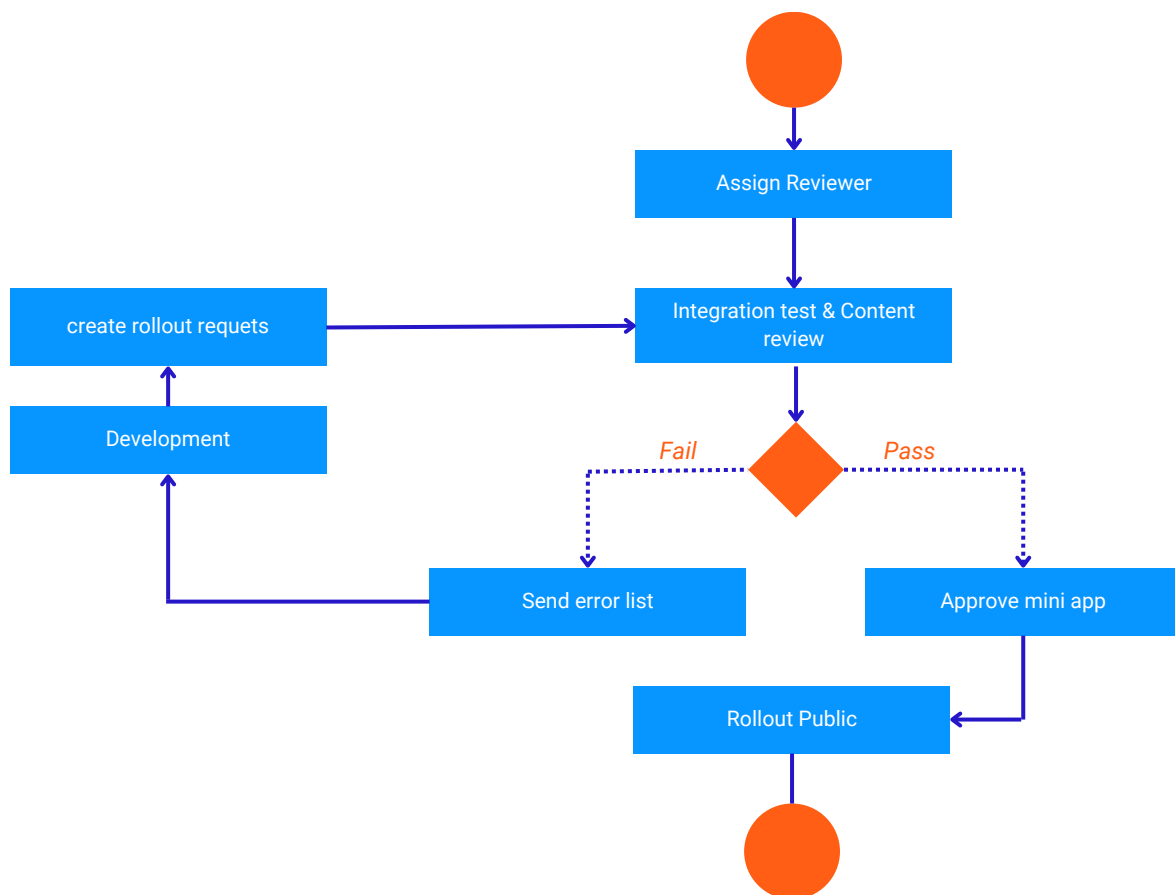 Assign Reviewer
create rollout requets
Integration test & Content
review
Development
Fail
Pass
Send error list
Approve mini app
Rollout Public